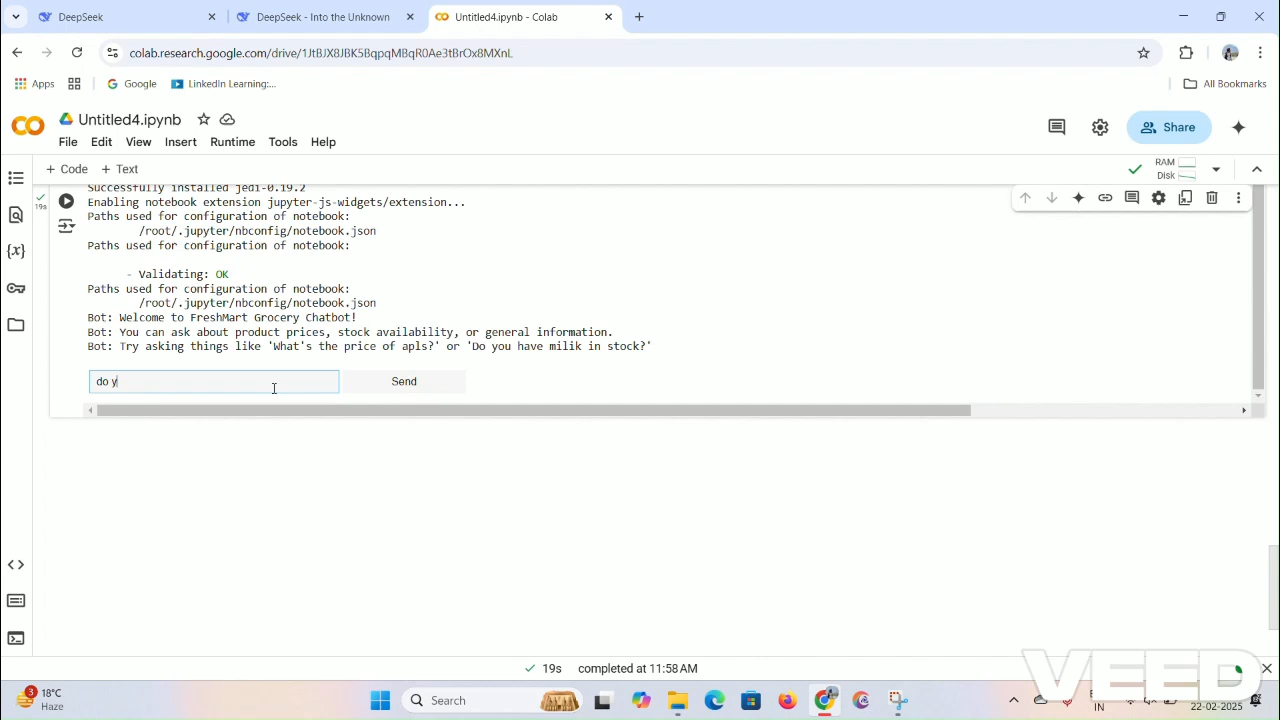 DeepSeek
DeepSeek - Into the Unknown
Untitled4.ipynb - Colab
colab.research.google.com/drive/1JtBJX8JBK5BqpqMBqR0Ae3tBrOx8MXnL
Apps
Google
LinkedIn Learning:...
All Bookmarks
Untitled4.ipynb
File Edit View Insert Runtime Tools Help
Share
+ Code + Text
RAM
Disk
19s
Successfully installed jedi-0.19.2
Enabling notebook extension jupyter-js-widgets/extension...
Paths used for configuration of notebook:
/root/.jupyter/nbconfig/notebook.json
Paths used for configuration of notebook:
- Validating: OK
Paths used for configuration of notebook:
/root/.jupyter/nbconfig/notebook.json
Bot: Welcome to FreshMart Grocery Chatbot!
Bot: You can ask about product prices, stock availability, or general information.
Bot: Try asking things like 'What's the price of apls?' or 'Do you have milik in stock?'
do y
Send
{x}
19s completed at 11:58 AM
VEED
3
18°C
Haze
Search
IN
22-02-2025